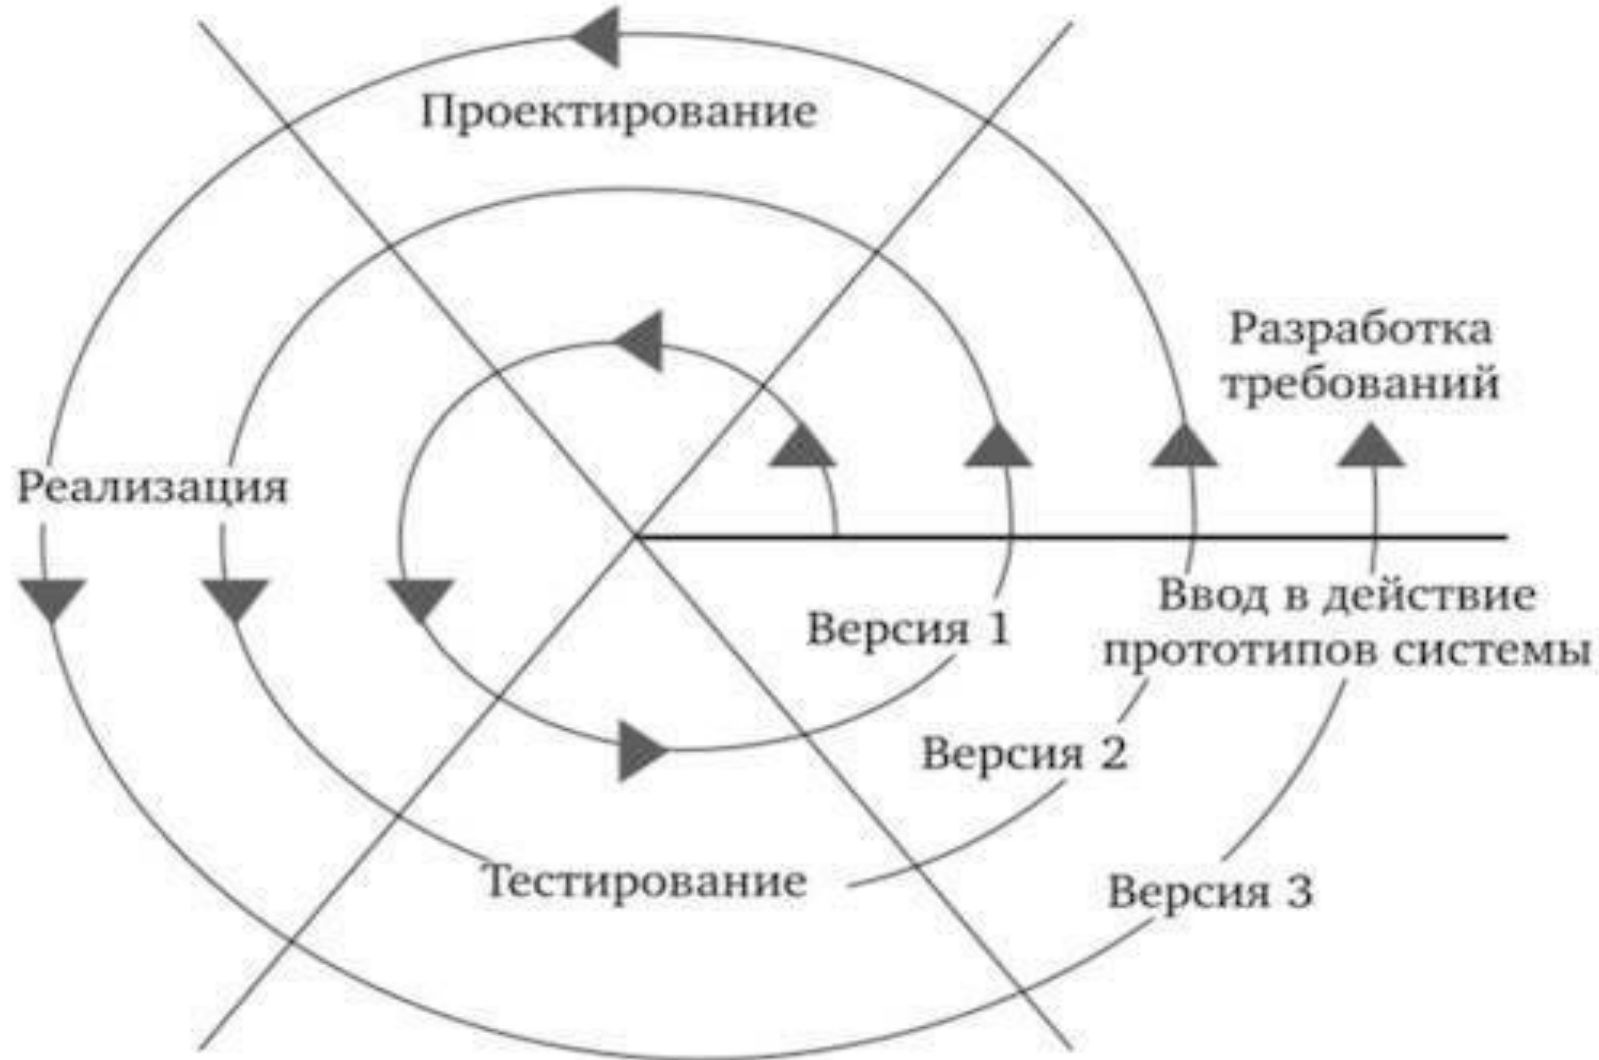 Проектирование
Разработка
требований
Реализация
Версия 1
Ввод в действие
прототипов системы
Версия 2
Тестирование
Версия 3